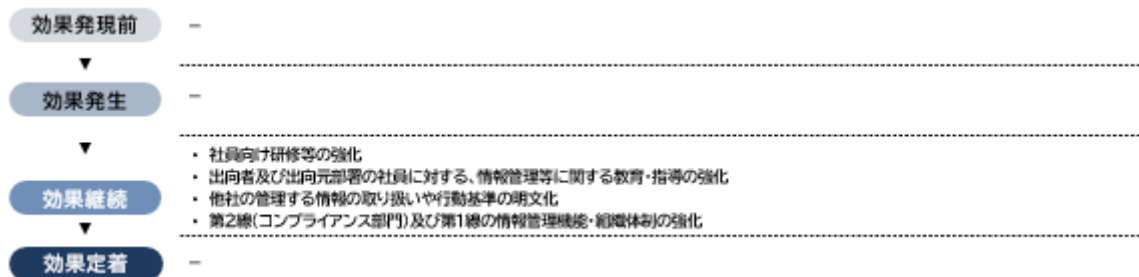 効果発現前 －
▼
効果発生 －
▼
・ 社員向け研修等の強化
・ 出向者及び出向元部署の社員に対する、情報管理等に関する教育・指導の強化
効果継続 ・ 他社の管理する情報の取り扱いや行動基準の明文化
▼
・ 第2線(コンプライアンス部門)及び第1線の情報管理機能・組織体制の強化
効果定着 －